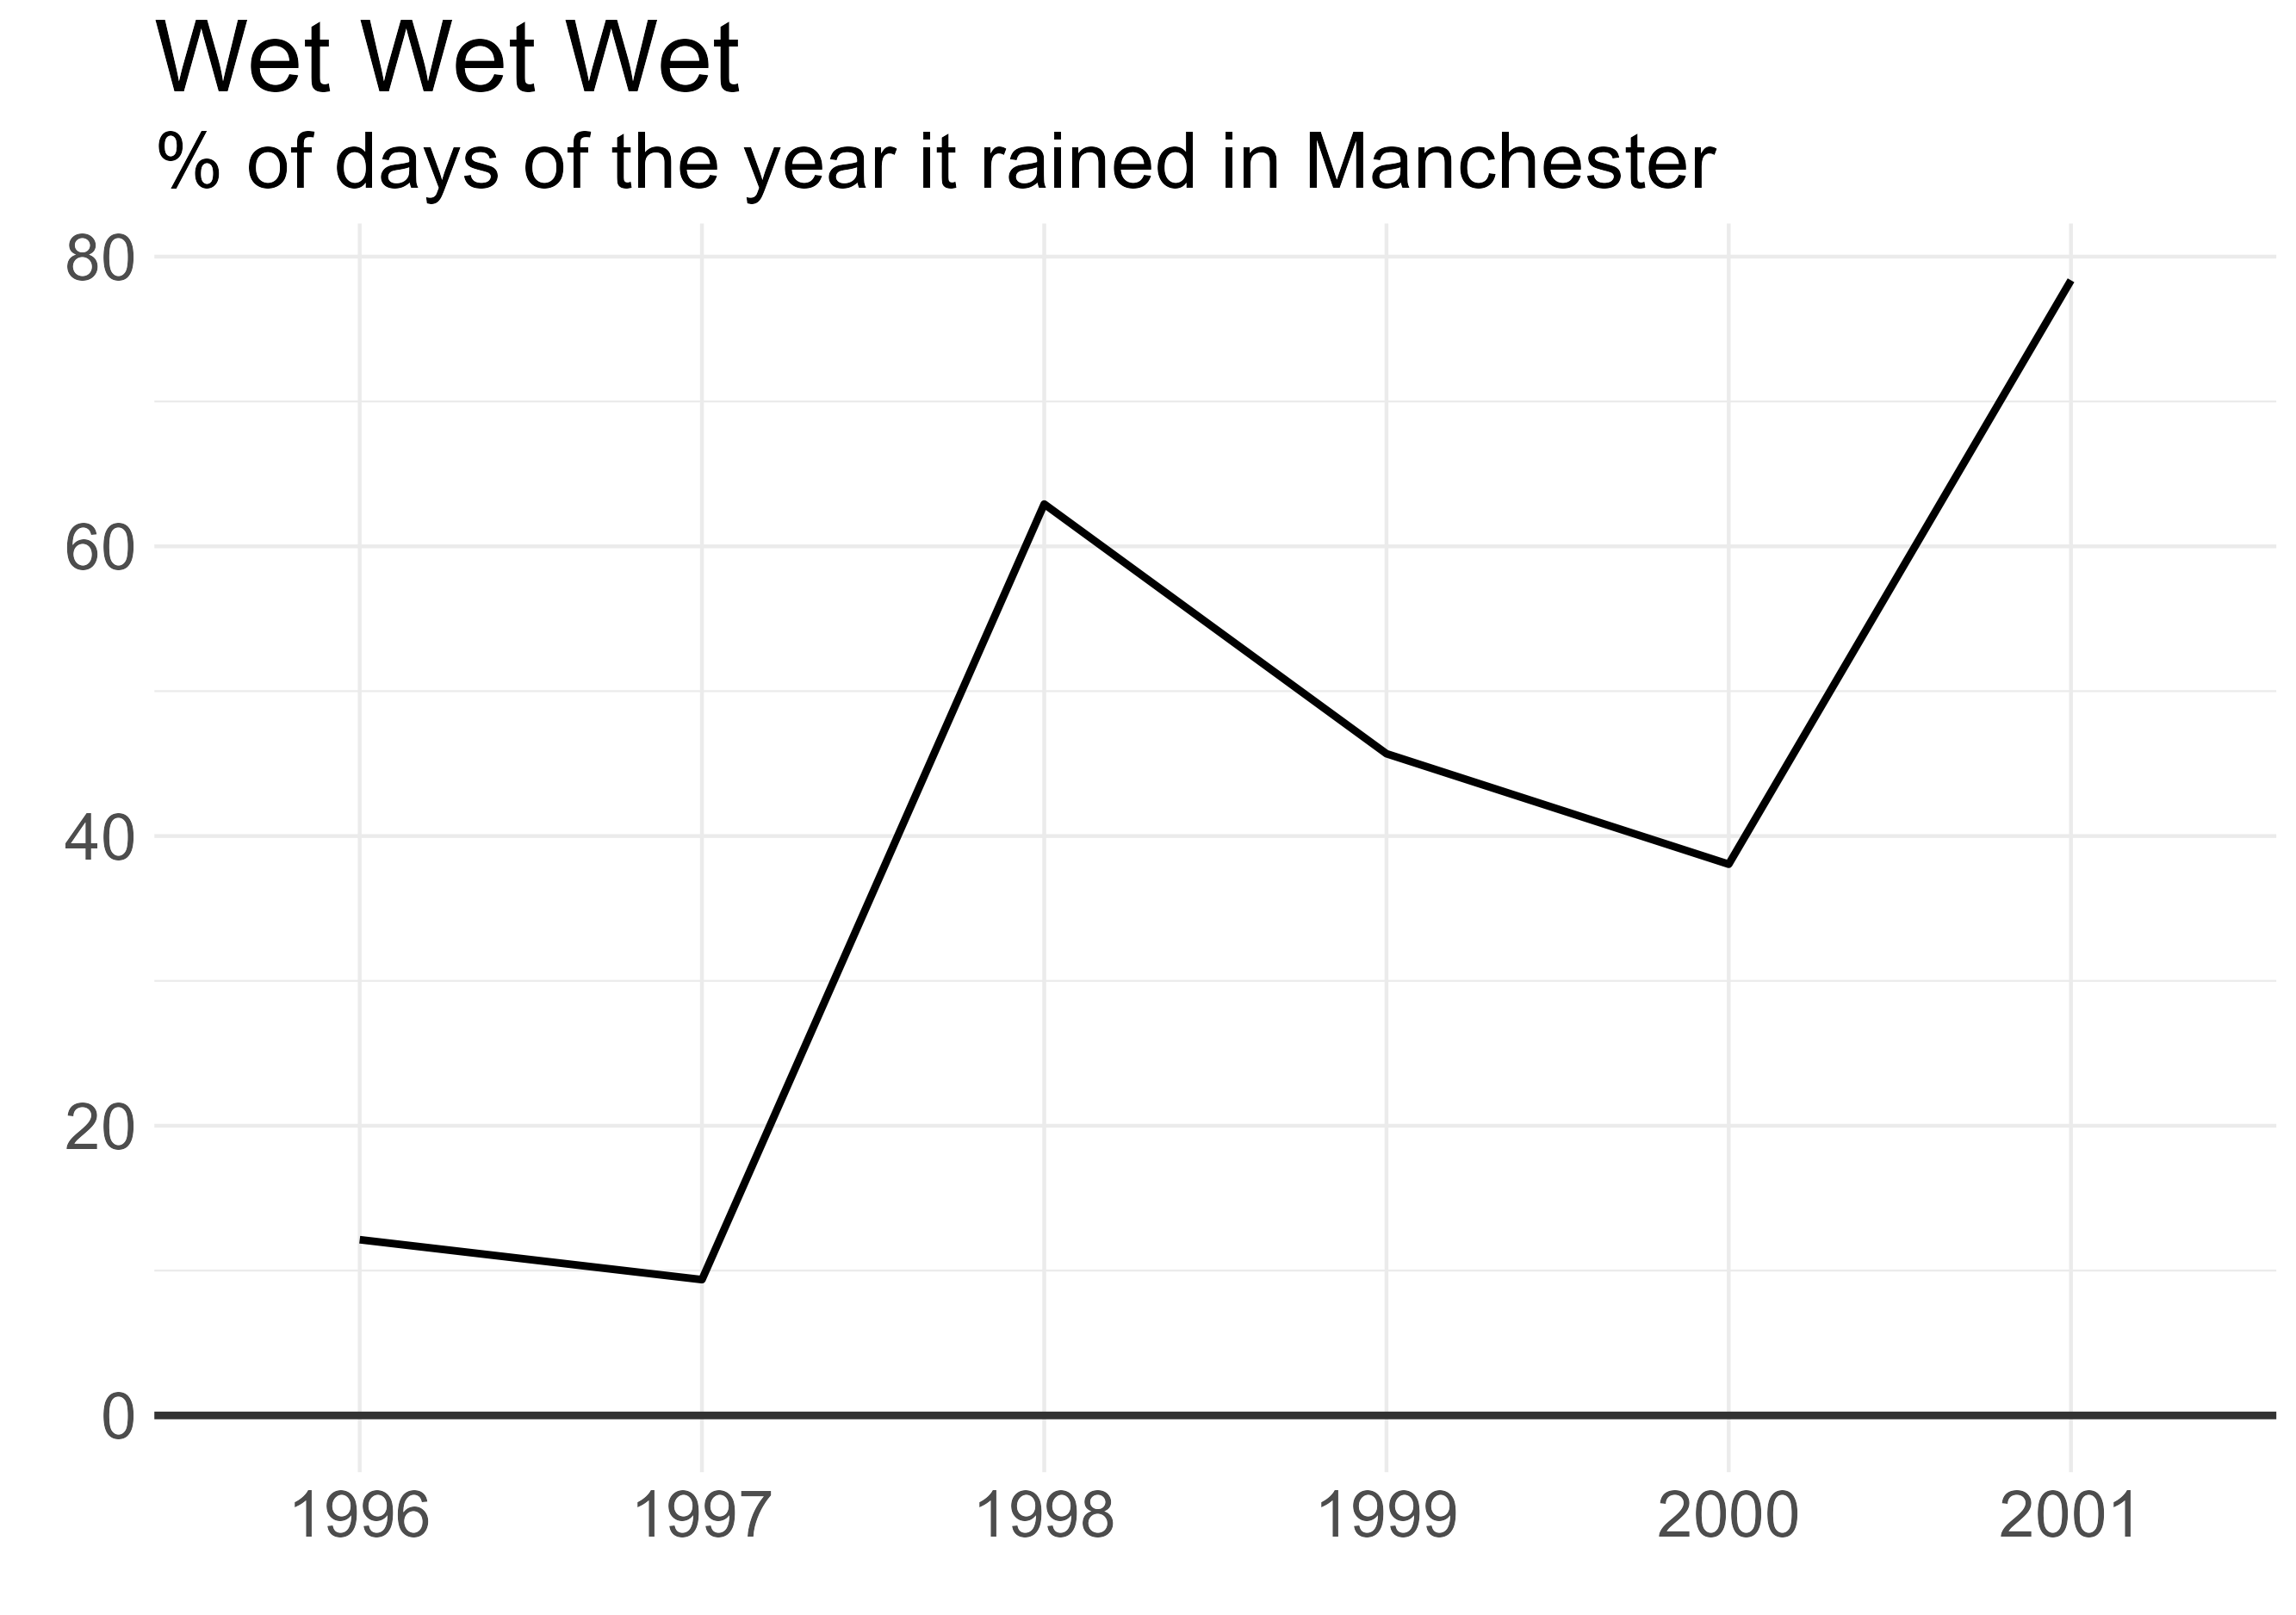 Wet Wet Wet
% of days of the year it rained in Manchester
80
60
40
20
0
1996 1997 1998 1999 2000 2001